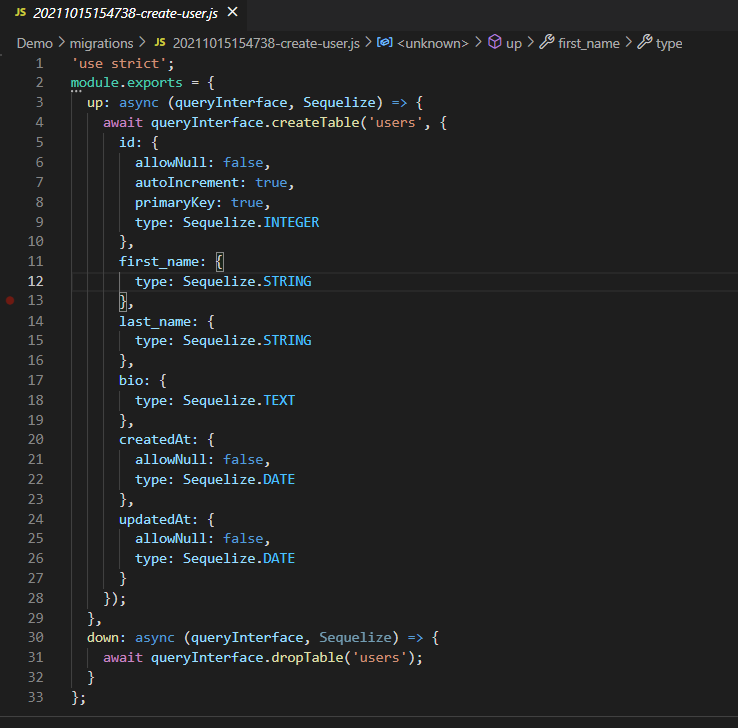 JS 20211015154738-create-user.js ×
Demo > migrations > JS 20211015154738-create-user.js > <unknown> > up > first_name > type
1 'use strict';
2 module.exports = {
3 up: async (queryInterface, Sequelize) => {
4 await queryInterface.createTable('users', {
5 id: {
6 allowNull: false,
7 autoIncrement: true,
8 primaryKey: true,
9 type: Sequelize.INTEGER
10 },
11 first_name: {
12 type: Sequelize.STRING
13 },
14 last_name: {
15 type: Sequelize.STRING
16 },
17 bio: {
18 type: Sequelize.TEXT
19 },
20 createdAt: {
21 allowNull: false,
22 type: Sequelize.DATE
23 },
24 updatedAt: {
25 allowNull: false,
26 type: Sequelize.DATE
27 }
28 });
29 },
30 down: async (queryInterface, Sequelize) => {
31 await queryInterface.dropTable('users');
32 }
33 };